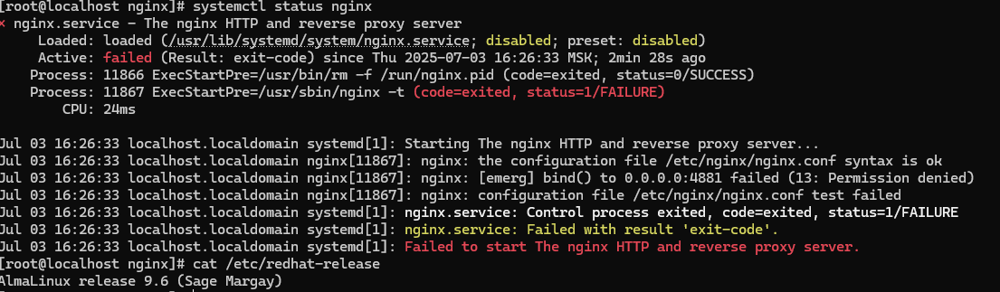 [root@localhost nginx]# systemctl status nginx
× nginx.service - The nginx HTTP and reverse proxy server
     Loaded: loaded (/usr/lib/systemd/system/nginx.service; disabled; preset: disabled)
     Active: failed (Result: exit-code) since Thu 2025-07-03 16:26:33 MSK; 2min 28s ago
    Process: 11866 ExecStartPre=/usr/bin/rm -f /run/nginx.pid (code=exited, status=0/SUCCESS)
    Process: 11867 ExecStartPre=/usr/sbin/nginx -t (code=exited, status=1/FAILURE)
        CPU: 24ms
Jul 03 16:26:33 localhost.localdomain systemd[1]: Starting The nginx HTTP and reverse proxy server...
Jul 03 16:26:33 localhost.localdomain nginx[11867]: nginx: the configuration file /etc/nginx/nginx.conf syntax is ok
Jul 03 16:26:33 localhost.localdomain nginx[11867]: nginx: [emerg] bind() to 0.0.0.0:4881 failed (13: Permission denied)
Jul 03 16:26:33 localhost.localdomain nginx[11867]: nginx: configuration file /etc/nginx/nginx.conf test failed
Jul 03 16:26:33 localhost.localdomain systemd[1]: nginx.service: Control process exited, code=exited, status=1/FAILURE
Jul 03 16:26:33 localhost.localdomain systemd[1]: nginx.service: Failed with result 'exit-code'.
Jul 03 16:26:33 localhost.localdomain systemd[1]: Failed to start The nginx HTTP and reverse proxy server.
[root@localhost nginx]# cat /etc/redhat-release
AlmaLinux release 9.6 (Sage Margay)